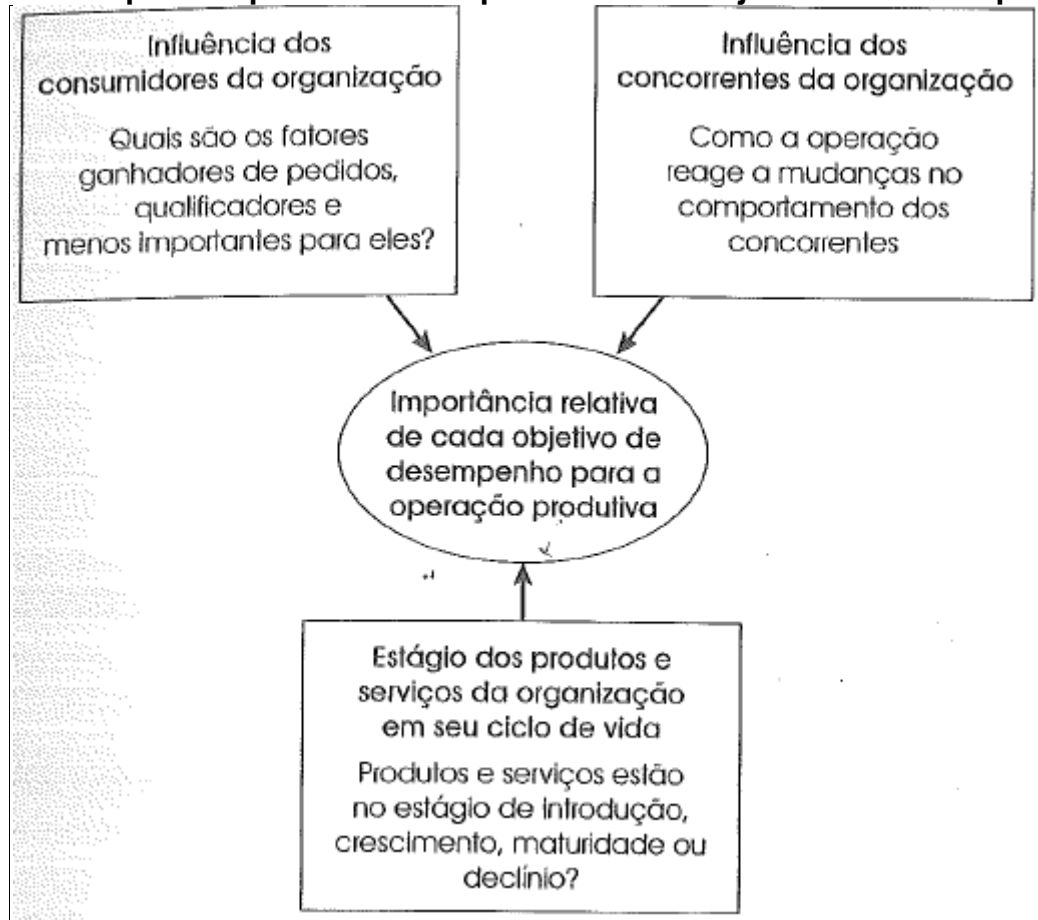 Influência dos
consumidores da organização
Quais são os fatores
ganhadores de pedidos,
qualificadores e
menos importantes para eles?
Influência dos
concorrentes da organização
Como a operação
reage a mudanças no
comportamento dos
concorrentes
Importância relativa
de cada objetivo de
desempenho para a
operação produtiva
Estágio dos produtos e
serviços da organização
em seu ciclo de vida
Produtos e serviços estão
no estágio de introdução,
crescimento, maturidade ou
declínio?